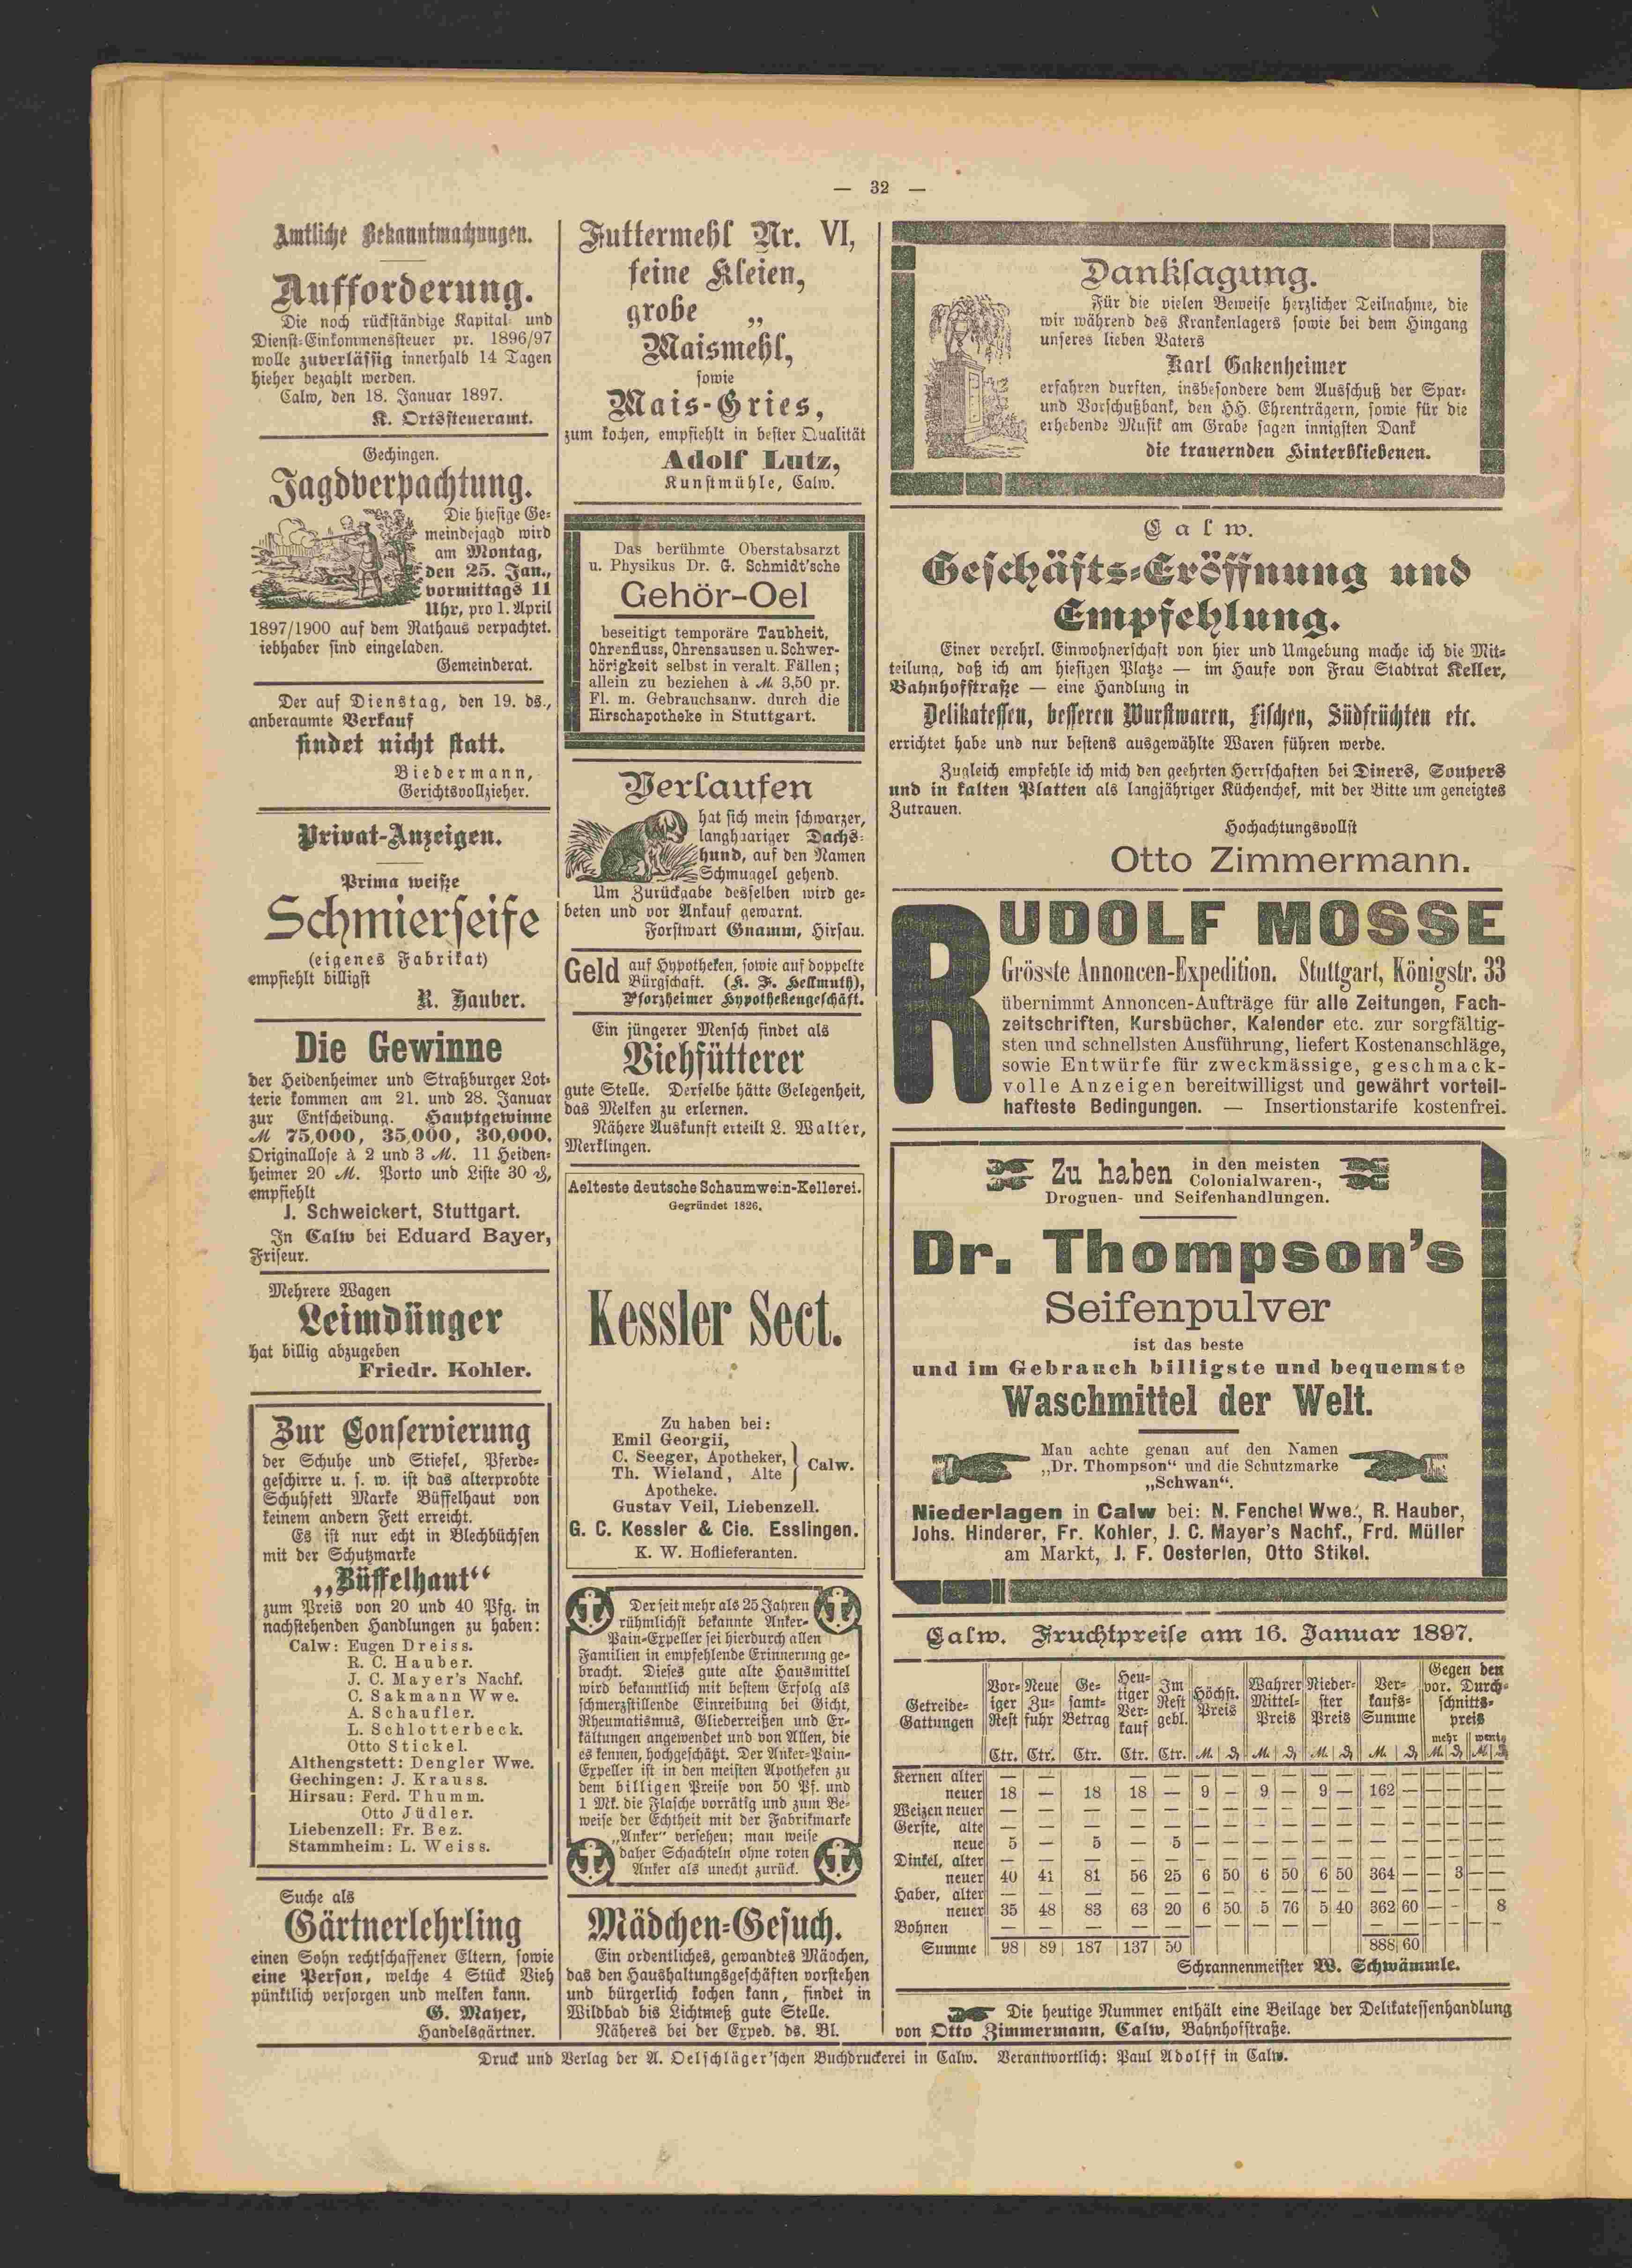 — 32 —
Amtliche Bekanntmachungen.
Aufforderung.
Die noch rückständige Kapital- und
Dienst-Einkommenssteuer pr. 1896/97
wolle zuverlässig innerhalb 14 Tagen
hieher bezahlt werden.
Calw, den 18. Januar 1897.
K. Ortssteueramt.
Gechingen.
Jagdverpachtung.
Die hiesige Ge-
meindejagd wird
am Montag,
den 25. Jan.,
vormittags 11
Uhr, pro 1. April
1897/1900 auf dem Rathaus verpachtet.
iebhaber sind eingeladen.
Gemeinderat.
Der auf Dienstag, den 19. ds.,
anberaumte Verkauf
findet nicht statt.
Biedermann,
Gerichtsvollzieher.
Privat-Anzeigen.
Prima weiße
Schmierseife
(eigenes Fabrikat)
empfiehlt billigst
R. Hauber.
Die Gewinne
der Heidenheimer und Straßburger Lot-
terie kommen am 21. und 28. Januar
zur Entscheidung. Hauptgewinne
M 75,000, 35,000, 30,000.
Originallose à 2 und 3 M. 11 Heiden-
heimer 20 M. Porto und Liste 30 ₰,
empfiehlt
J. Schweickert, Stuttgart.
In Calw bei Eduard Bayer,
Friseur.
Mehrere Wagen
Leimdünger
hat billig abzugeben
Friedr. Kohler.
Zur Conservierung
der Schuhe und Stiefel, Pferde-
geschirre u. s. w. ist das alterprobte
Schuhfett Marke Büffelhaut von
keinem andern Fett erreicht.
Es ist nur echt in Blechbüchsen
mit der Schutzmarke
„Büffelhaut“
zum Preis von 20 und 40 Pfg. in
nachstehenden Handlungen zu haben:
Calw: Eugen Dreiss.
R. C. Hauber.
J. C. Mayer's Nachf.
C. Sakmann Wwe.
A. Schaufler.
L. Schlotterbeck.
Otto Stickel.
Althengstett: Dengler Wwe.
Gechingen: J. Krauss.
Hirsau: Ferd. Thumm.
Otto Jüdler.
Liebenzell: Fr. Bez.
Stammheim: L. Weiss.
Suche als
Gärtnerlehrling
einen Sohn rechtschaffener Eltern, sowie
eine Person, welche 4 Stück Vieh
pünktlich versorgen und melken kann.
G. Mayer,
Handelsgärtner.
Futtermehl Nr. VI,
feine Kleien,
grobe „
Maismehl,
sowie
Mais-Gries,
zum kochen, empfiehlt in bester Qualität
Adolf Lutz,
Kunstmühle, Calw.
Das berühmte Oberstabsarzt
u. Physikus Dr. G. Schmidt'sche
Gehör-Oel
beseitigt temporäre Taubheit,
Ohrenfluss, Ohrensausen u. Schwer-
hörigkeit selbst in veralt. Fällen;
allein zu beziehen à M. 3,50 pr.
Fl. m. Gebrauchsanw. durch die
Hirschapotheke in Stuttgart.
Verlaufen
hat sich mein schwarzer,
langhaariger Dachs-
hund, auf den Namen
Schmuggel gehend.
Um Zurückgabe desselben wird ge-
beten und vor Ankauf gewarnt.
Forstwart Gnamm, Hirsau.
Geld auf Hypotheken, sowie auf doppelte
Bürgschaft. (K. F. Hellmuth),
Pforzheimer Hypothekengeschäft.
Ein jüngerer Mensch findet als
Viehfütterer
gute Stelle. Derselbe hätte Gelegenheit,
das Melken zu erlernen.
Nähere Auskunft erteilt L. Walter,
Merklingen.
Aelteste deutsche Schaumwein-Kellerei.
Gegründet 1826.
Kessler Sect.
Zu haben bei:
Emil Georgii,
C. Seeger, Apotheker,
Th. Wieland, Alte
Apotheke.
Calw.
Gustav Veil, Liebenzell.
G. C. Kessler & Cie. Esslingen.
K. W. Hoflieferanten.
Der seit mehr als 25 Jahren
rühmlichst bekannte Anker-
Pain-Expeller sei hierdurch allen
Familien in empfehlende Erinnerung ge-
bracht. Dieses gute alte Hausmittel
wird bekanntlich mit bestem Erfolg als
schmerzstillende Einreibung bei Gicht,
Rheumatismus, Gliederreißen und Er-
kältungen angewendet und von Allen, die
es kennen, hochgeschätzt. Der Anker-Pain-
Expeller ist in den meisten Apotheken zu
dem billigen Preise von 50 Pf. und
1 Mk. die Flasche vorrätig und zum Be-
weise der Echtheit mit der Fabrikmarke
„Anker“ versehen; man weise
daher Schachteln ohne roten
Anker als unecht zurück.
Mädchen-Gesuch.
Ein ordentliches, gewandtes Mädchen,
das den Haushaltungsgeschäften vorstehen
und bürgerlich kochen kann, findet in
Wildbad bis Lichtmeß gute Stelle.
Näheres bei der Exped. ds. Bl.
Danksagung.
Für die vielen Beweise herzlicher Teilnahme, die
wir während des Krankenlagers sowie bei dem Hingang
unseres lieben Vaters
Karl Gakenheimer
erfahren durften, insbesondere dem Ausschuß der Spar-
und Vorschußbank, den HH. Ehrenträgern, sowie für die
erhebende Musik am Grabe sagen innigsten Dank
die trauernden Hinterbliebenen.
Calw.
Geschäfts-Eröffnung und
Empfehlung.
Einer verehrl. Einwohnerschaft von hier und Umgebung mache ich die Mit-
teilung, daß ich am hiesigen Platze — im Hause von Frau Stadtrat Keller,
Bahnhofstraße — eine Handlung in
Delikatessen, besseren Wurstwaren, Fischen, Südfrüchten etc.
errichtet habe und nur bestens ausgewählte Waren führen werde.
Zugleich empfehle ich mich den geehrten Herrschaften bei Diners, Soupers
und in kalten Platten als langjähriger Küchenchef, mit der Bitte um geneigtes
Zutrauen.
Hochachtungsvollst
Otto Zimmermann.
RUDOLF MOSSE
Grösste Annoncen-Expedition. Stuttgart, Königstr. 33
übernimmt Annoncen-Aufträge für alle Zeitungen, Fach-
zeitschriften, Kursbücher, Kalender etc. zur sorgfältig-
sten und schnellsten Ausführung, liefert Kostenanschläge,
sowie Entwürfe für zweckmässige, geschmack-
volle Anzeigen bereitwilligst und gewährt vorteil-
hafteste Bedingungen. — Insertionstarife kostenfrei.
Zu haben in den meisten
Colonialwaren-,
Droguen- und Seifenhandlungen.
Dr. Thompson's
Seifenpulver
ist das beste
und im Gebrauch billigste und bequemste
Waschmittel der Welt.
Man achte genau auf den Namen
„Dr. Thompson“ und die Schutzmarke
„Schwan“.
Niederlagen in Calw bei: N. Fenchel Wwe., R. Hauber,
Johs. Hinderer, Fr. Kohler, J. C. Mayer's Nachf., Frd. Müller
am Markt, J. F. Oesterlen, Otto Stikel.
Calw. Fruchtpreise am 16. Januar 1897.
Getreide-Gattungen | Voriger Rest | Neue Zufuhr | Gesamt-Betrag | Heutiger Verkauf | Im Rest gebl. | Höchst. Preis | Wahrer Mittel-Preis | Niederster Preis | Verkaufs-Summe | Gegen den vor. Durchschnittspreis mehr | wenig
Ctr. | Ctr. | Ctr. | Ctr. | Ctr. | M. ₰ | M. ₰ | M. ₰ | M. ₰ | M. ₰ | M. ₰
Kernen alter — — — — — — — — — — — — — — — — —
neuer 18 — 18 18 — 9 — 9 — 9 — 162 — — — — —
Weizen neuer — — — — — — — — — — — — — — — — —
Gerste, alte — — — — — — — — — — — — — — — — —
neue 5 — 5 — 5 — — — — — — — — — — — —
Dinkel, alter — — — — — — — — — — — — — — — — —
neuer 40 41 81 56 25 6 50 6 50 6 50 364 — — 3 — —
Haber, alter — — — — — — — — — — — — — — — — —
neuer 35 48 83 63 20 6 50 5 76 5 40 362 60 — — 8
Bohnen — — — — — — — — — — — — — — — — —
Summe 98 89 187 137 50 888 60
Schrannenmeister W. Schwämmle.
Die heutige Nummer enthält eine Beilage der Delikatessenhandlung
von Otto Zimmermann, Calw, Bahnhofstraße.
Druck und Verlag der A. Oelschläger'schen Buchdruckerei in Calw. Verantwortlich: Paul Adolff in Calw.